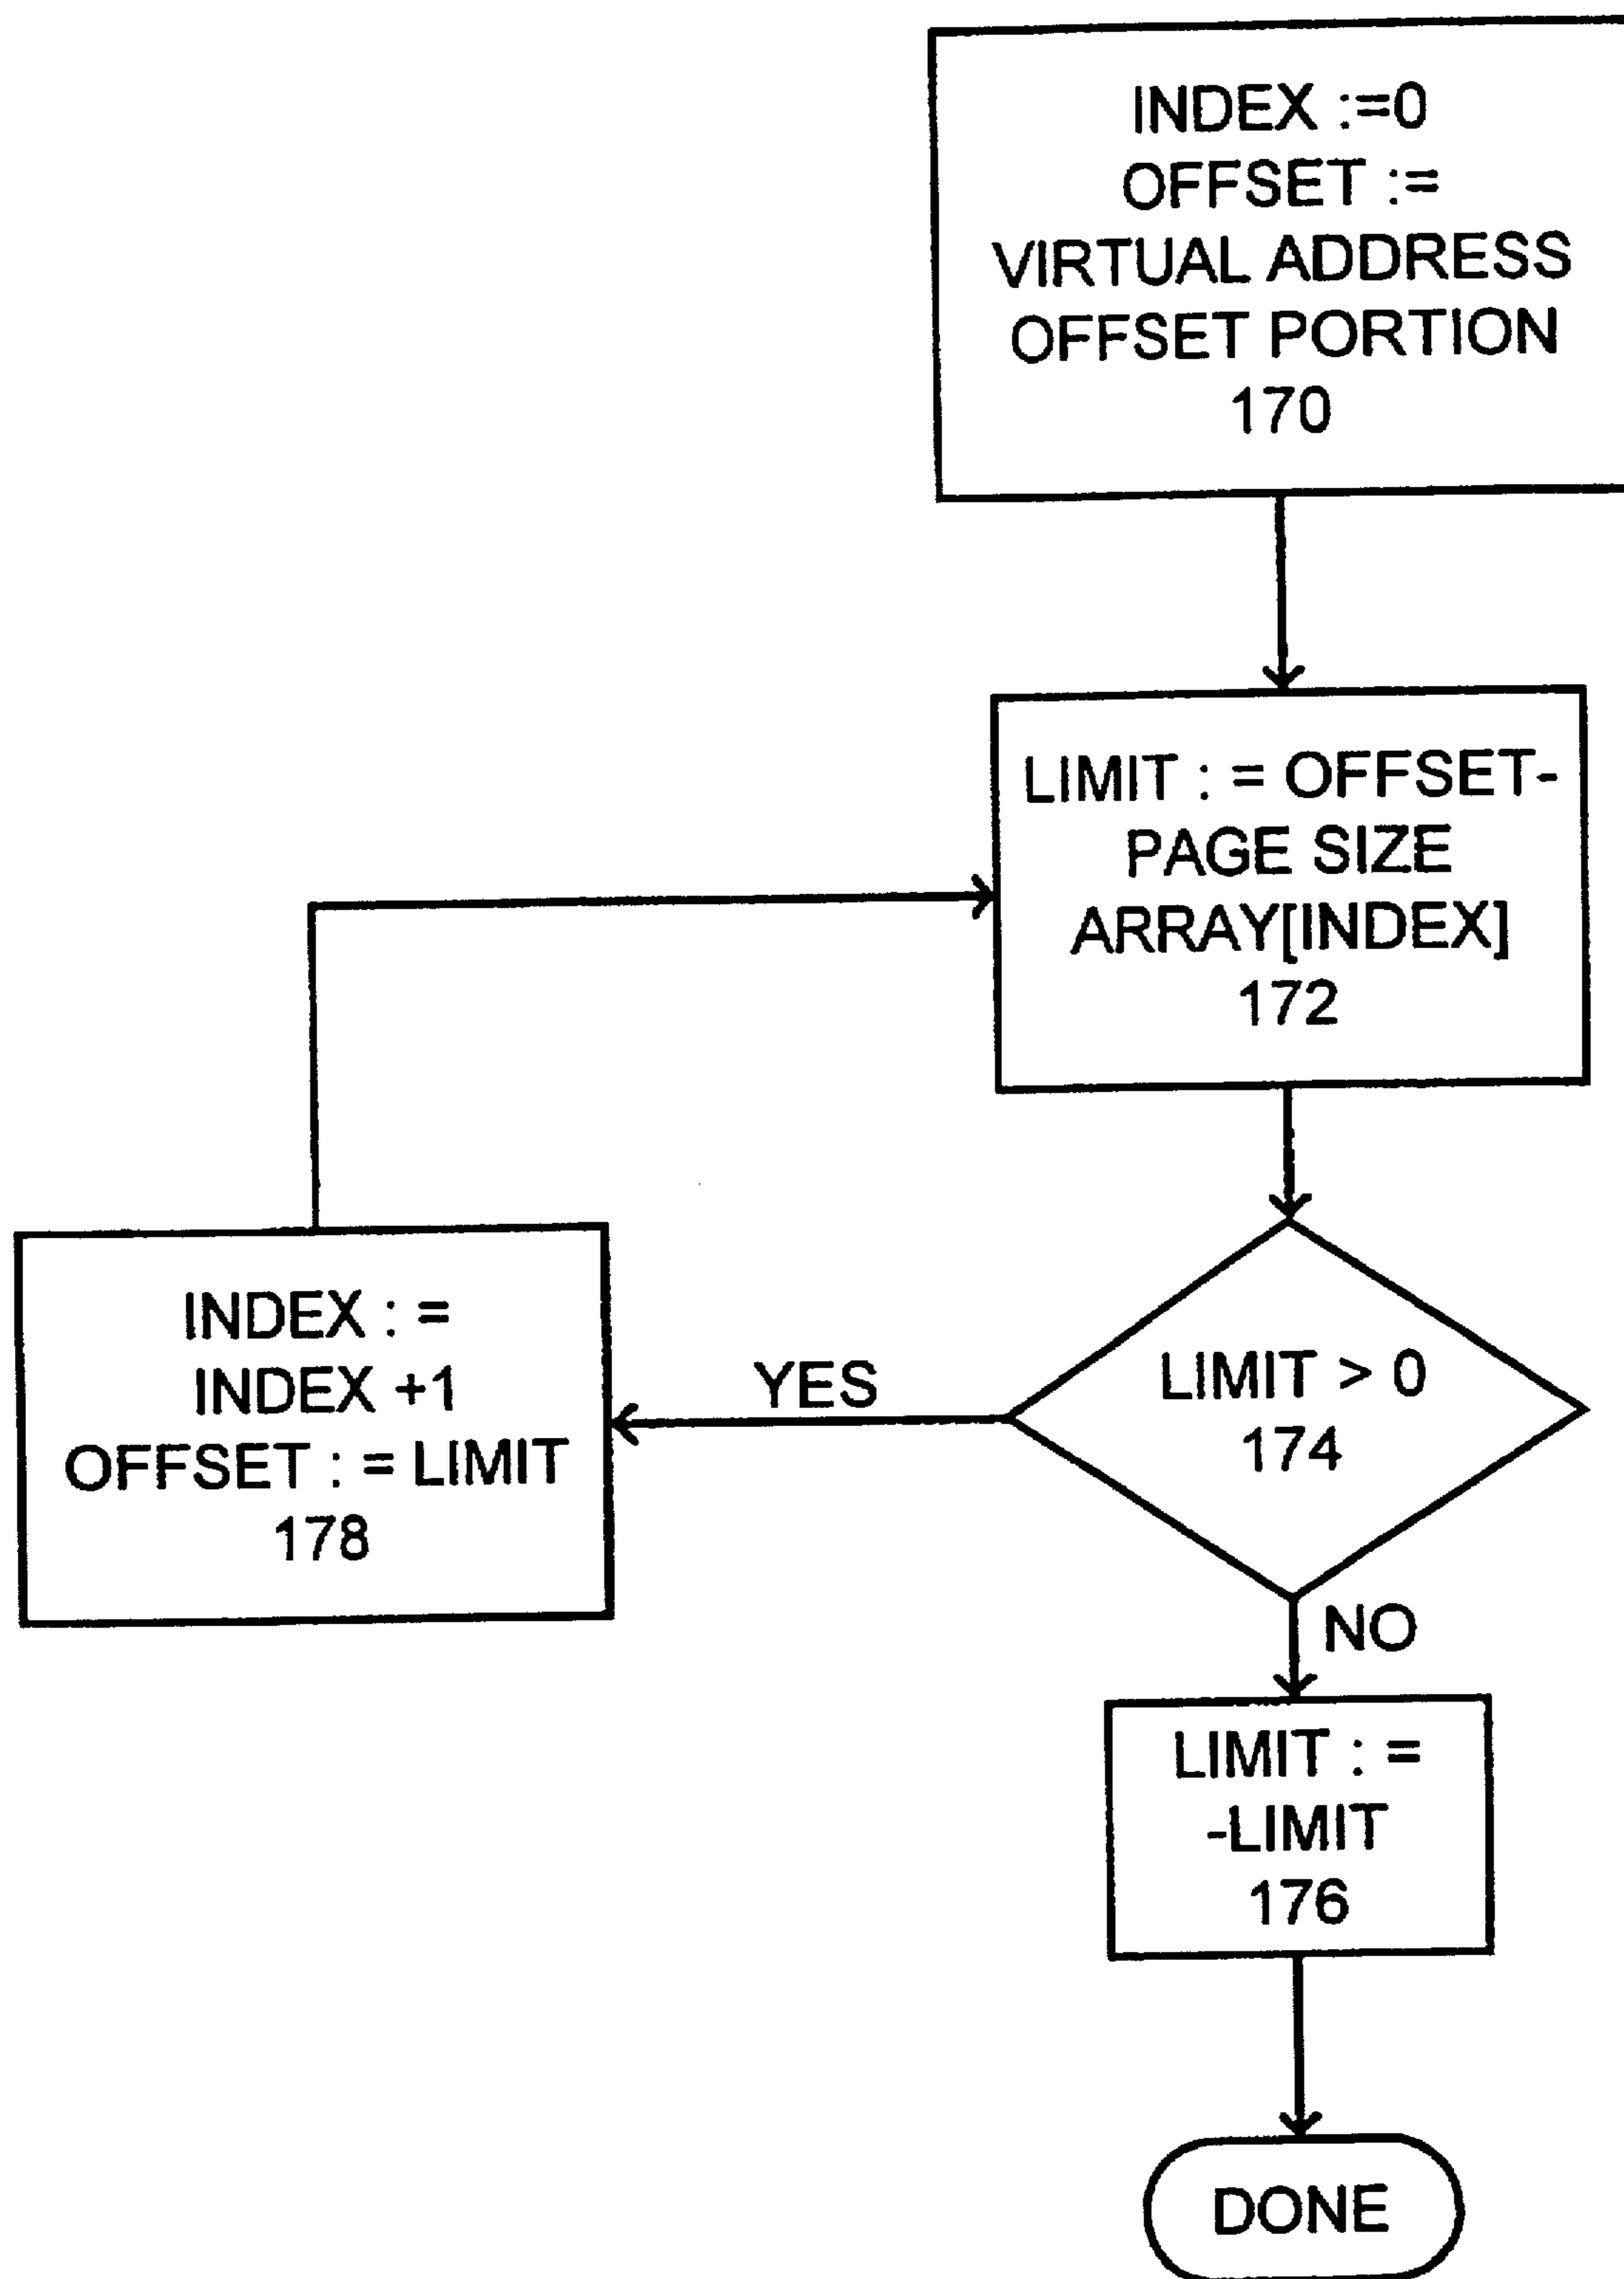 INDEX :=0
OFFSET :=
VIRTUAL ADDRESS
OFFSET PORTION
170
LIMIT : = OFFSET-
PAGE SIZE
ARRAY[INDEX]
172
LIMIT > 0
174
YES
INDEX : =
INDEX +1
OFFSET : = LIMIT
178
NO
LIMIT : =
-LIMIT
176
DONE